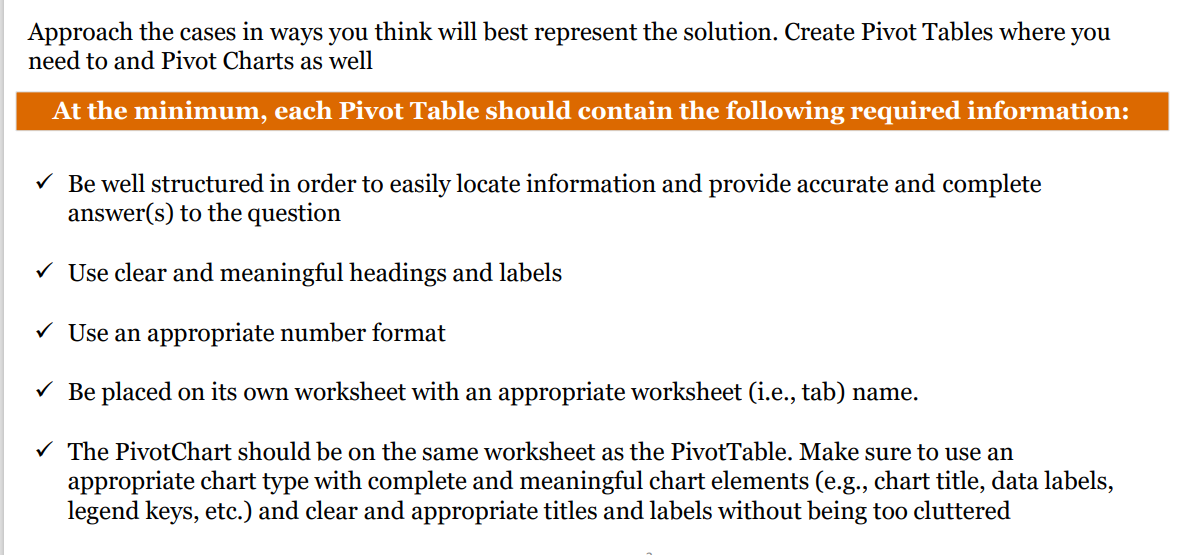 Approach the cases in ways you think will best represent the solution. Create Pivot Tables where you
need to and Pivot Charts as well
At the minimum, each Pivot Table should contain the following required information:
✓ Be well structured in order to easily locate information and provide accurate and complete
answer(s) to the question
✓ Use clear and meaningful headings and labels
✓ Use an appropriate number format
✓ Be placed on its own worksheet with an appropriate worksheet (i.e., tab) name.
✓ The PivotChart should be on the same worksheet as the PivotTable. Make sure to use an
appropriate chart type with complete and meaningful chart elements (e.g., chart title, data labels,
legend keys, etc.) and clear and appropriate titles and labels without being too cluttered